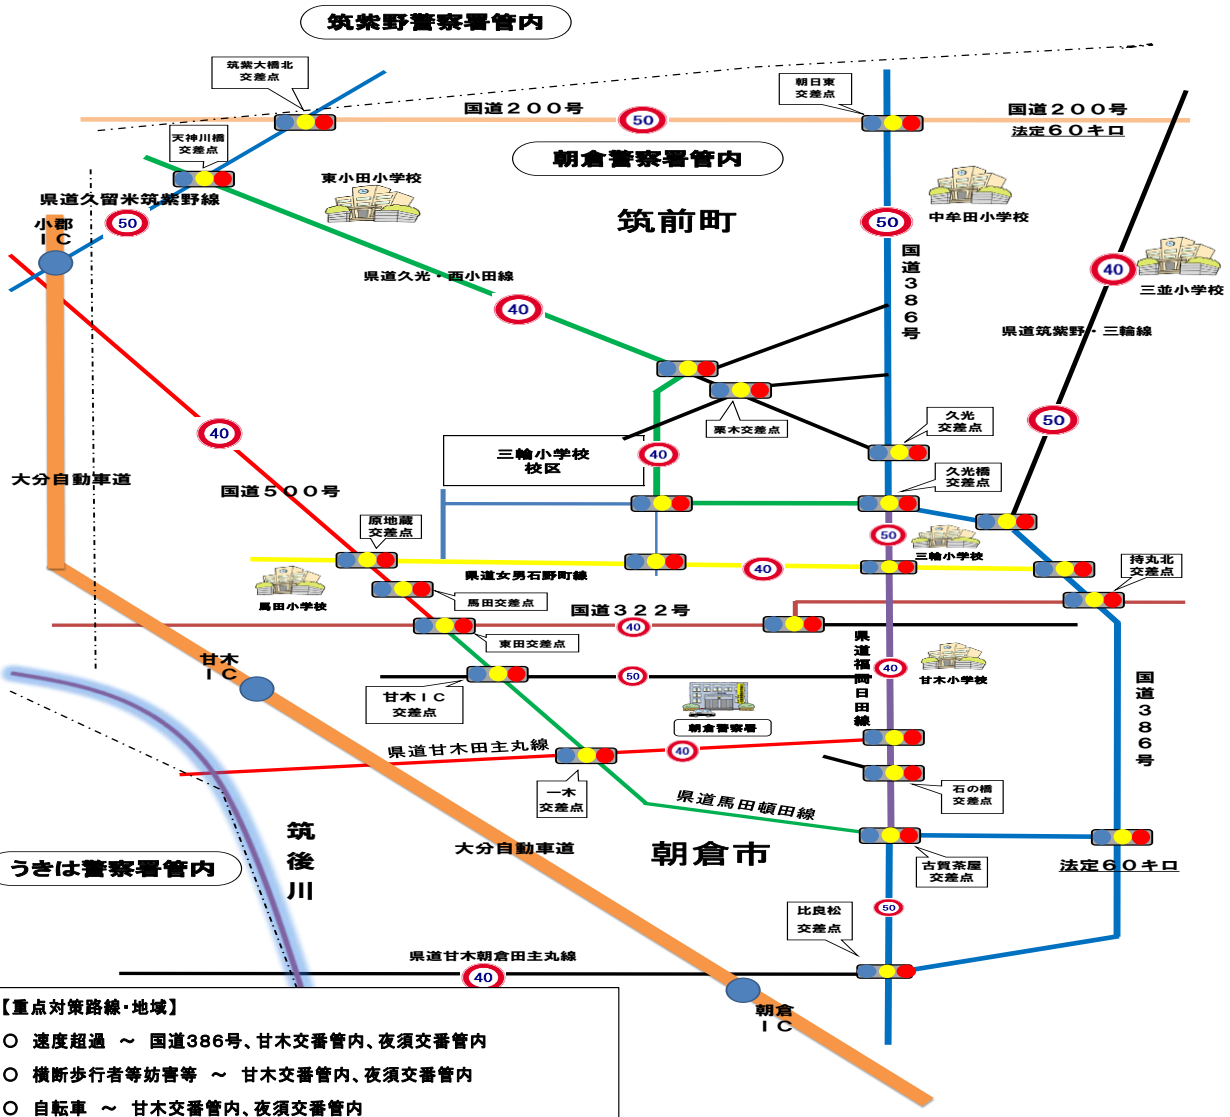 筑紫野警察署管内
筑紫大橋北
交差点
朝日東
交差点
国道200号
50
国道200号
法定60キロ
天神川橋
交差点
朝倉警察署管内
東小田小学校
県道久留米筑紫野線
50
小郡
IC
筑前町
50
中牟田小学校
国道386号
40
三並小学校
県道久光・西小田線
40
県道筑紫野・三輪線
栗木交差点
久光
交差点
50
40
三輪小学校
校区
40
久光橋
交差点
大分自動車道
国道500号
原地蔵
交差点
50
三輪小学校
持丸北
交差点
県道女男石野町線
40
馬田小学校
馬田交差点
国道322号
40
東田交差点
県道福岡日田線
甘木
IC
甘木IC
交差点
50
40
甘木小学校
国道386号
朝倉警察署
県道甘木田主丸線
40
一木
交差点
石の橋
交差点
県道馬田頓田線
筑後川
大分自動車道
朝倉市
うきは警察署管内
古賀茶屋
交差点
法定60キロ
比良松
交差点
50
県道甘木朝倉田主丸線
40
朝倉
IC
【重点対策路線・地域】
○ 速度超過 ～ 国道386号、甘木交番管内、夜須交番管内
○ 横断歩行者等妨害等 ～ 甘木交番管内、夜須交番管内
○ 自転車 ～ 甘木交番管内、夜須交番管内